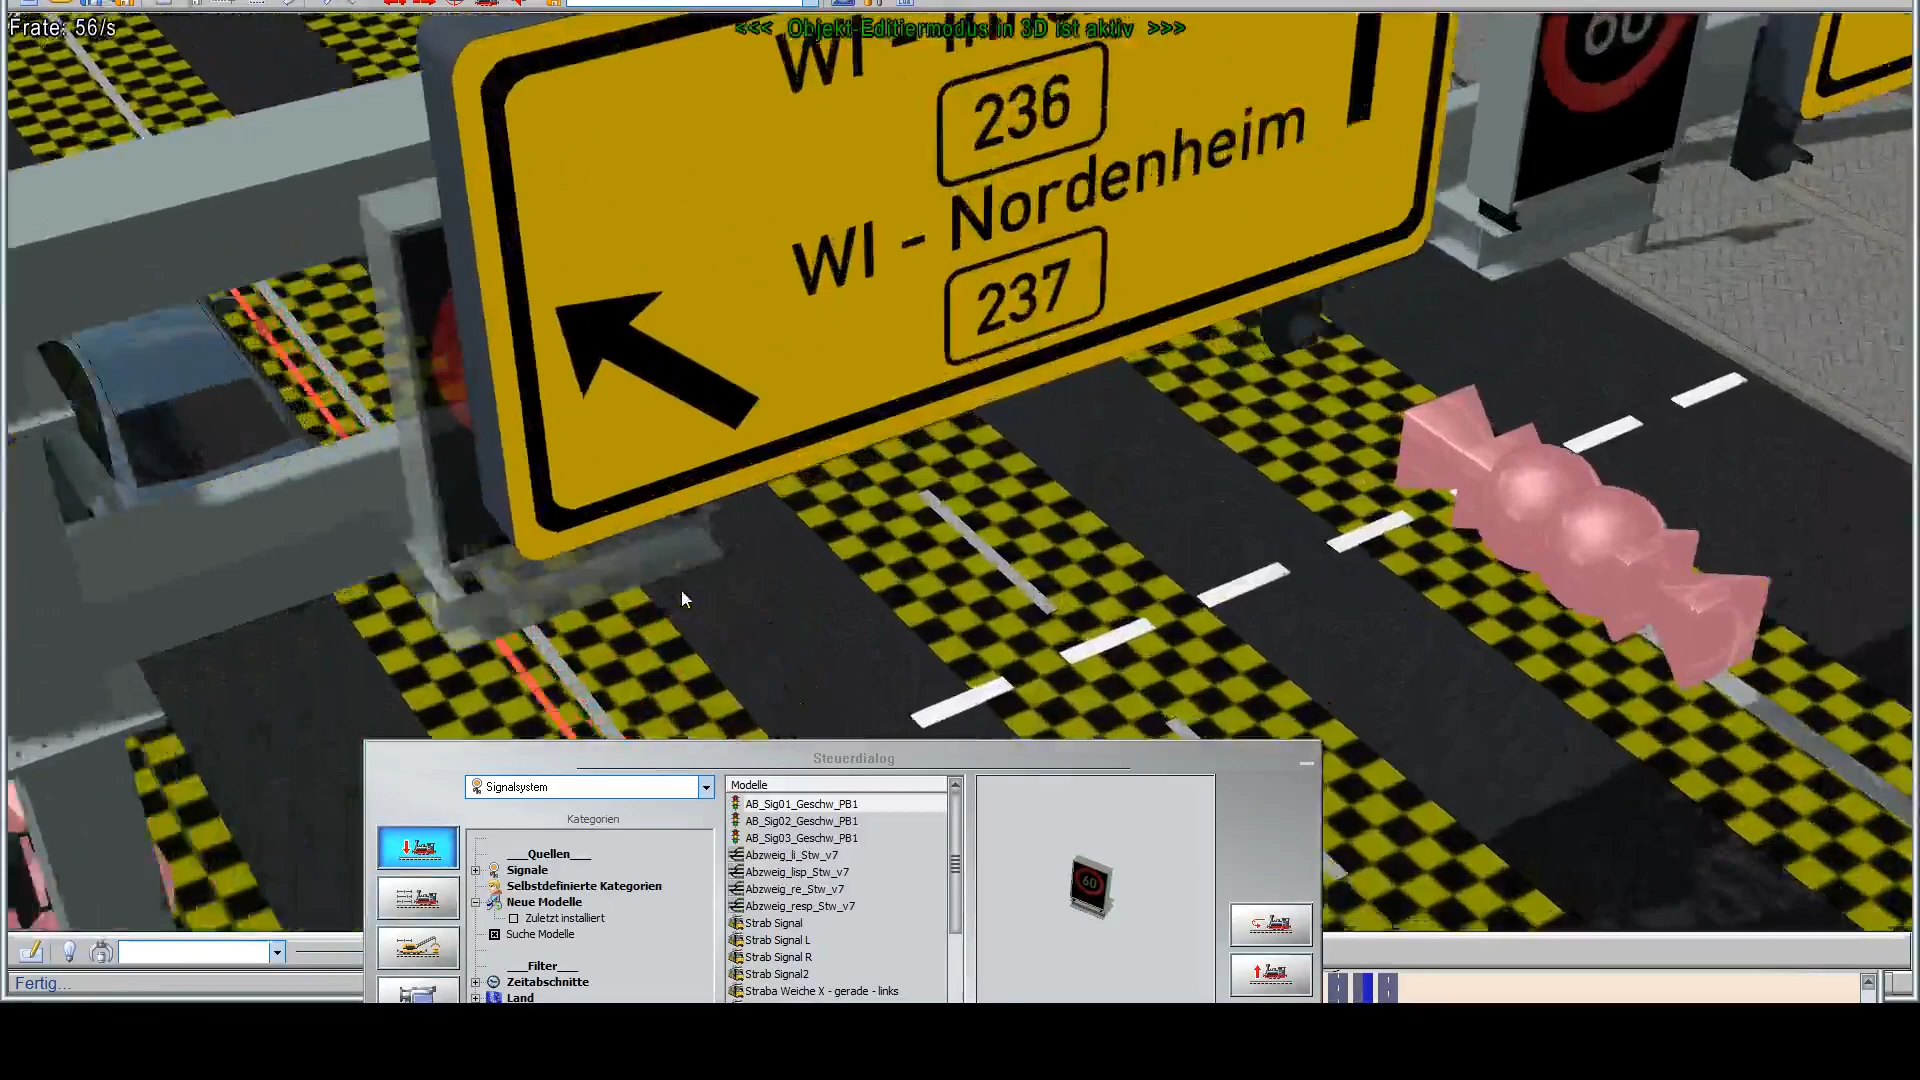 Frate: 56/s
<<< Objekt-Editiermodus in 3D ist aktiv >>>
60
236
WI - Nordenheim
237
Steuerdialog
Signalsystem
Kategorien
___Quellen___
Signale
Selbstdefinierte Kategorien
Neue Modelle
Zuletzt installiert
Suche Modelle
___Filter___
Zeitabschnitte
Land
Modelle
AB_Sig01_Geschw_PB1
AB_Sig02_Geschw_PB1
AB_Sig03_Geschw_PB1
Abzweig_li_Stw_v7
Abzweig_lisp_Stw_v7
Abzweig_re_Stw_v7
Abzweig_resp_Stw_v7
Strab Signal
Strab Signal L
Strab Signal R
Strab Signal2
Straba Weiche X - gerade - links
60
Fertig...